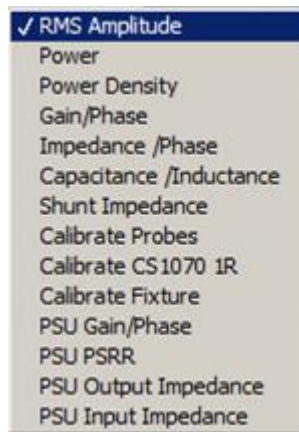 ✓ RMS Amplitude
Power
Power Density
Gain/Phase
Impedance /Phase
Capacitance /Inductance
Shunt Impedance
Calibrate Probes
Calibrate CS1070 1R
Calibrate Fixture
PSU Gain/Phase
PSU PSRR
PSU Output Impedance
PSU Input Impedance